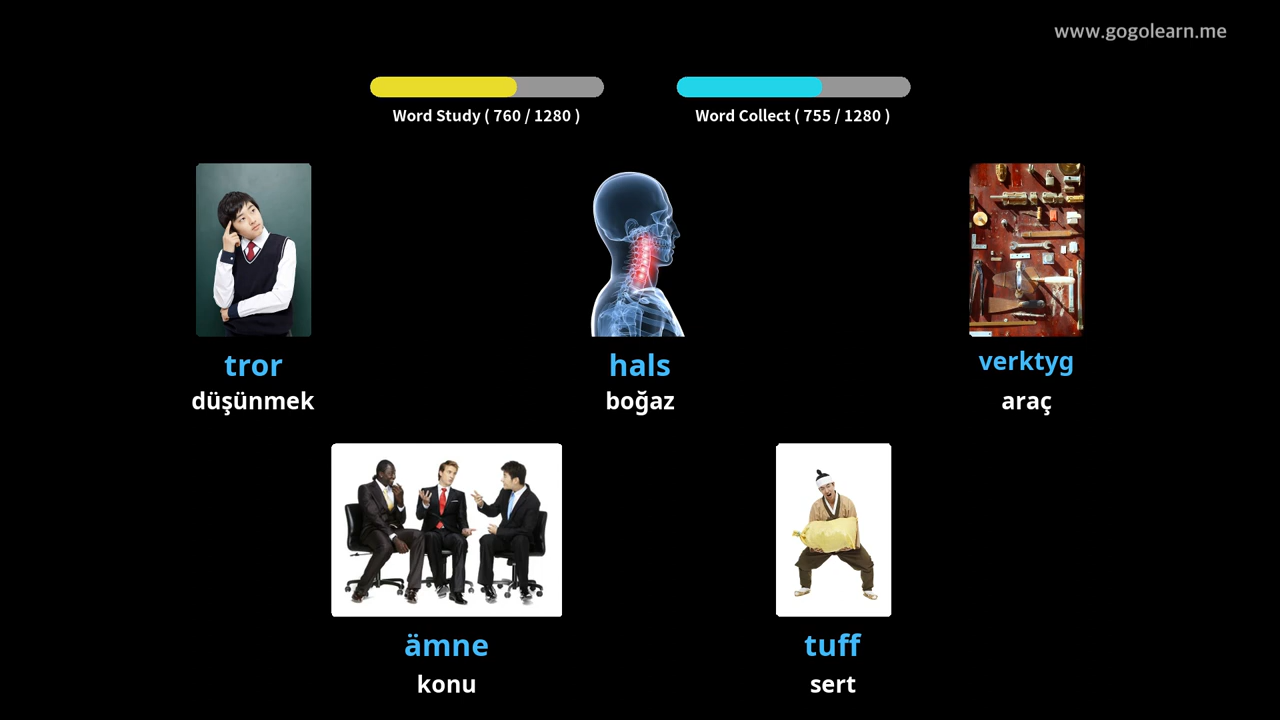 www.gogolearn.me
Word Study ( 760 / 1280 )
Word Collect ( 755 / 1280 )
tror
hals
verktyg
düşünmek
boğaz
araç
ämne
tuff
konu
sert